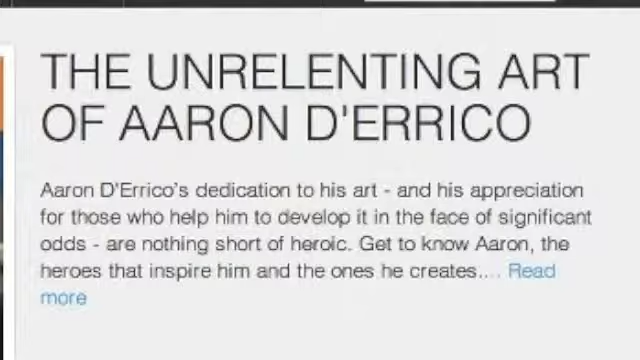 THE UNRELENTING ART
OF AARON D'ERRICO
Aaron D'Errico's dedication to his art - and his appreciation
for those who help him to develop it in the face of significant
odds - are nothing short of heroic. Get to know Aaron, the
heroes that inspire him and the ones he creates.... Read
more